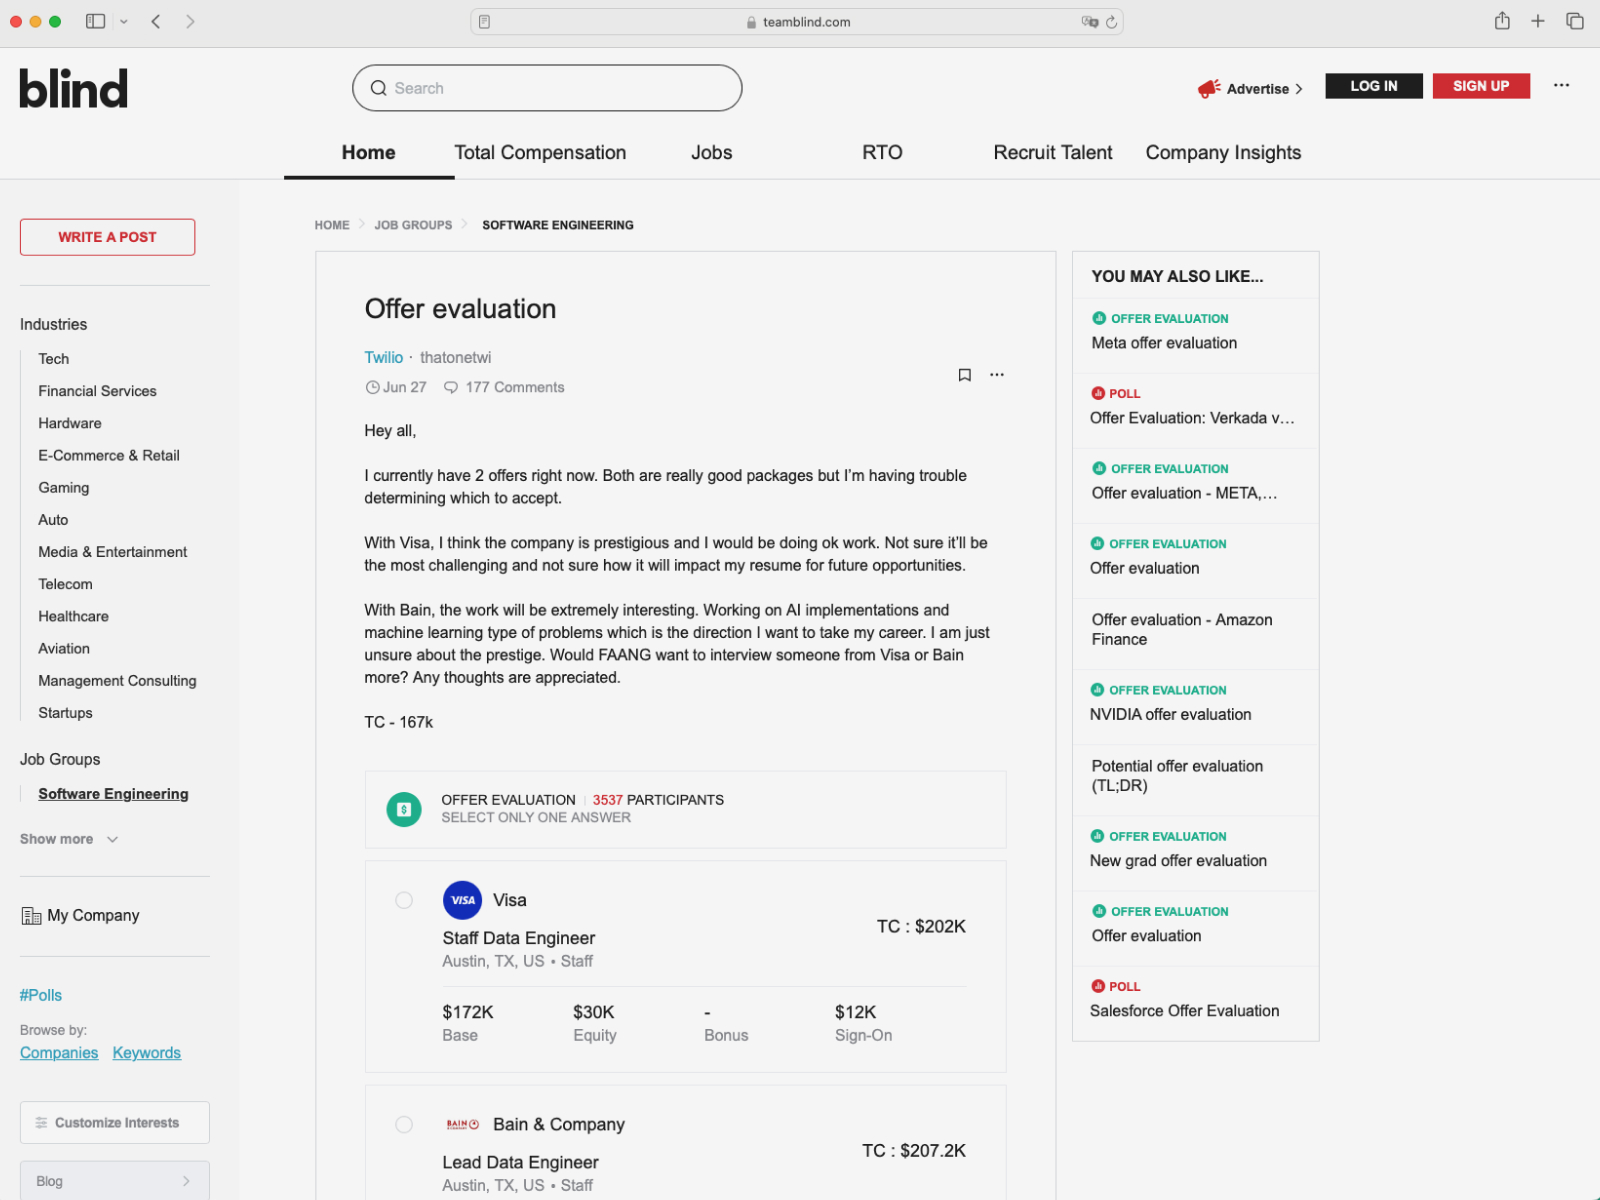 teamblind.com
blind
Search
Advertise
LOG IN
SIGN UP
Home
Total Compensation
Jobs
RTO
Recruit Talent
Company Insights
WRITE A POST
Industries
Tech
Financial Services
Hardware
E-Commerce & Retail
Gaming
Auto
Media & Entertainment
Telecom
Healthcare
Aviation
Management Consulting
Startups
Job Groups
Software Engineering
Show more
My Company
#Polls
Browse by:
Companies Keywords
Customize Interests
Blog
HOME > JOB GROUPS > SOFTWARE ENGINEERING
Offer evaluation
Twilio · thatonetwi
Jun 27 177 Comments
Hey all,
I currently have 2 offers right now. Both are really good packages but I’m having trouble
determining which to accept.
With Visa, I think the company is prestigious and I would be doing ok work. Not sure it’ll be
the most challenging and not sure how it will impact my resume for future opportunities.
With Bain, the work will be extremely interesting. Working on AI implementations and
machine learning type of problems which is the direction I want to take my career. I am just
unsure about the prestige. Would FAANG want to interview someone from Visa or Bain
more? Any thoughts are appreciated.
TC - 167k
OFFER EVALUATION | 3537 PARTICIPANTS
SELECT ONLY ONE ANSWER
VISA Visa
Staff Data Engineer
Austin, TX, US • Staff
TC : $202K
$172K $30K - $12K
Base Equity Bonus Sign-On
BAIN Bain & Company
Lead Data Engineer
Austin, TX, US • Staff
TC : $207.2K
YOU MAY ALSO LIKE...
OFFER EVALUATION
Meta offer evaluation
POLL
Offer Evaluation: Verkada v…
OFFER EVALUATION
Offer evaluation - META,…
OFFER EVALUATION
Offer evaluation
Offer evaluation - Amazon
Finance
OFFER EVALUATION
NVIDIA offer evaluation
Potential offer evaluation
(TL;DR)
OFFER EVALUATION
New grad offer evaluation
OFFER EVALUATION
Offer evaluation
POLL
Salesforce Offer Evaluation